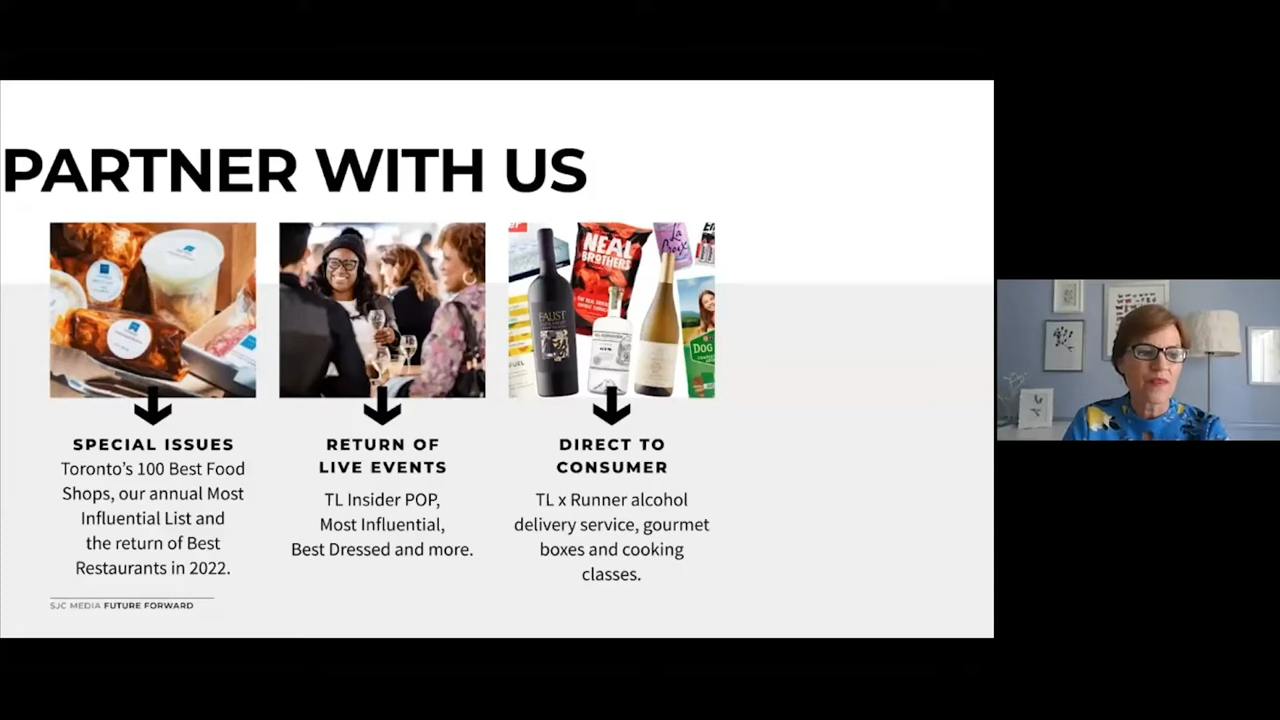 PARTNER WITH US
NEAL
BROTHERS
La
Croix
FAUST
FUEL
DOG
SPECIAL ISSUES
Toronto's 100 Best Food
Shops, our annual Most
Influential List and
the return of Best
Restaurants in 2022.
RETURN OF
LIVE EVENTS
TL Insider POP,
Most Influential,
Best Dressed and more.
DIRECT TO
CONSUMER
TL x Runner alcohol
delivery service, gourmet
boxes and cooking
classes.
SJC MEDIA FUTURE FORWARD